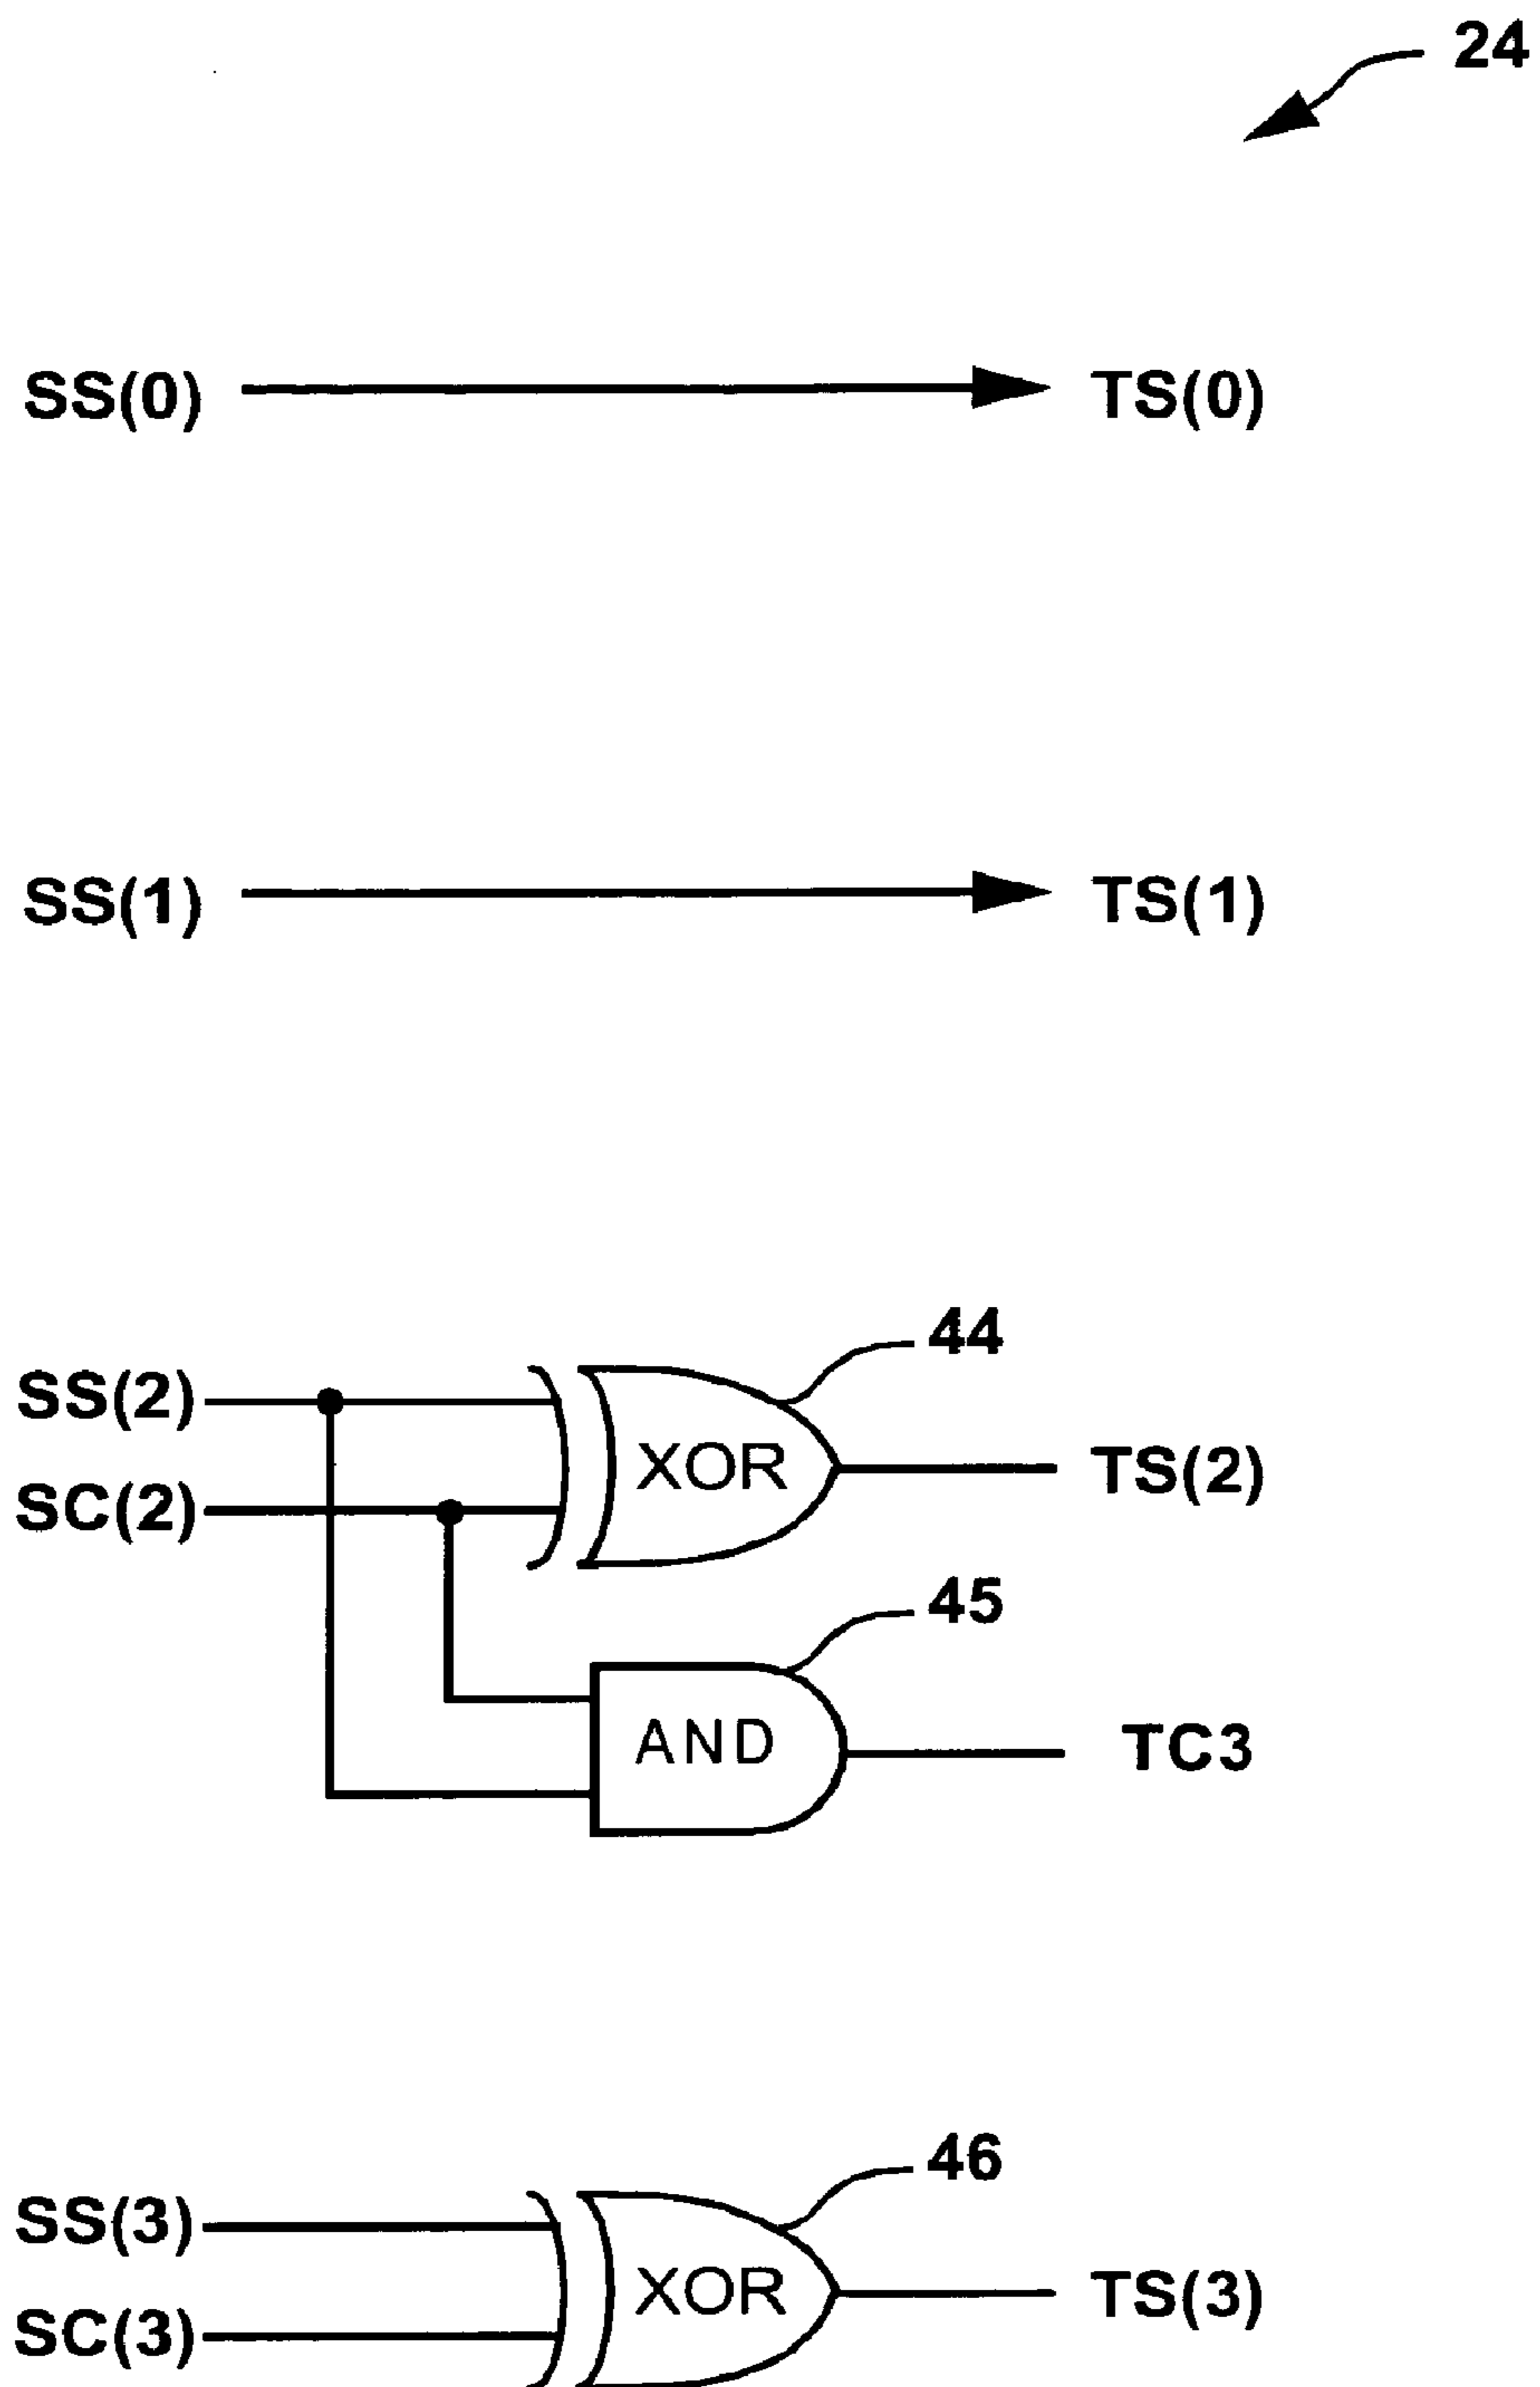 24
SS(0) TS(0)
SS(1) TS(1)
44
SS(2)
XOR TS(2)
SC(2)
45
AND TC3
46
SS(3)
XOR TS(3)
SC(3)